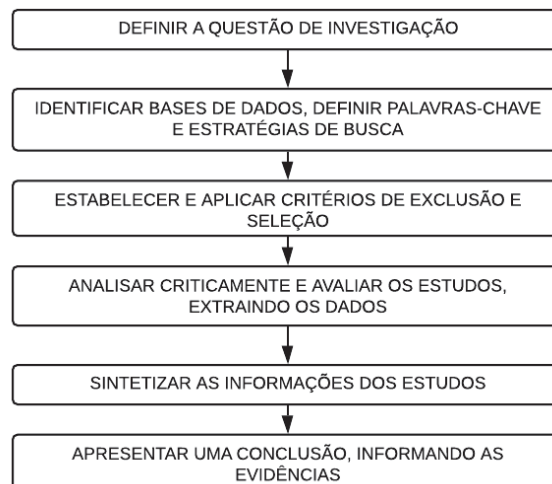 DEFINIR A QUESTÃO DE INVESTIGAÇÃO
IDENTIFICAR BASES DE DADOS, DEFINIR PALAVRAS-CHAVE
E ESTRATÉGIAS DE BUSCA
ESTABELECER E APLICAR CRITÉRIOS DE EXCLUSÃO E
SELEÇÃO
ANALISAR CRITICAMENTE E AVALIAR OS ESTUDOS,
EXTRAINDO OS DADOS
SINTETIZAR AS INFORMAÇÕES DOS ESTUDOS
APRESENTAR UMA CONCLUSÃO, INFORMANDO AS
EVIDÊNCIAS